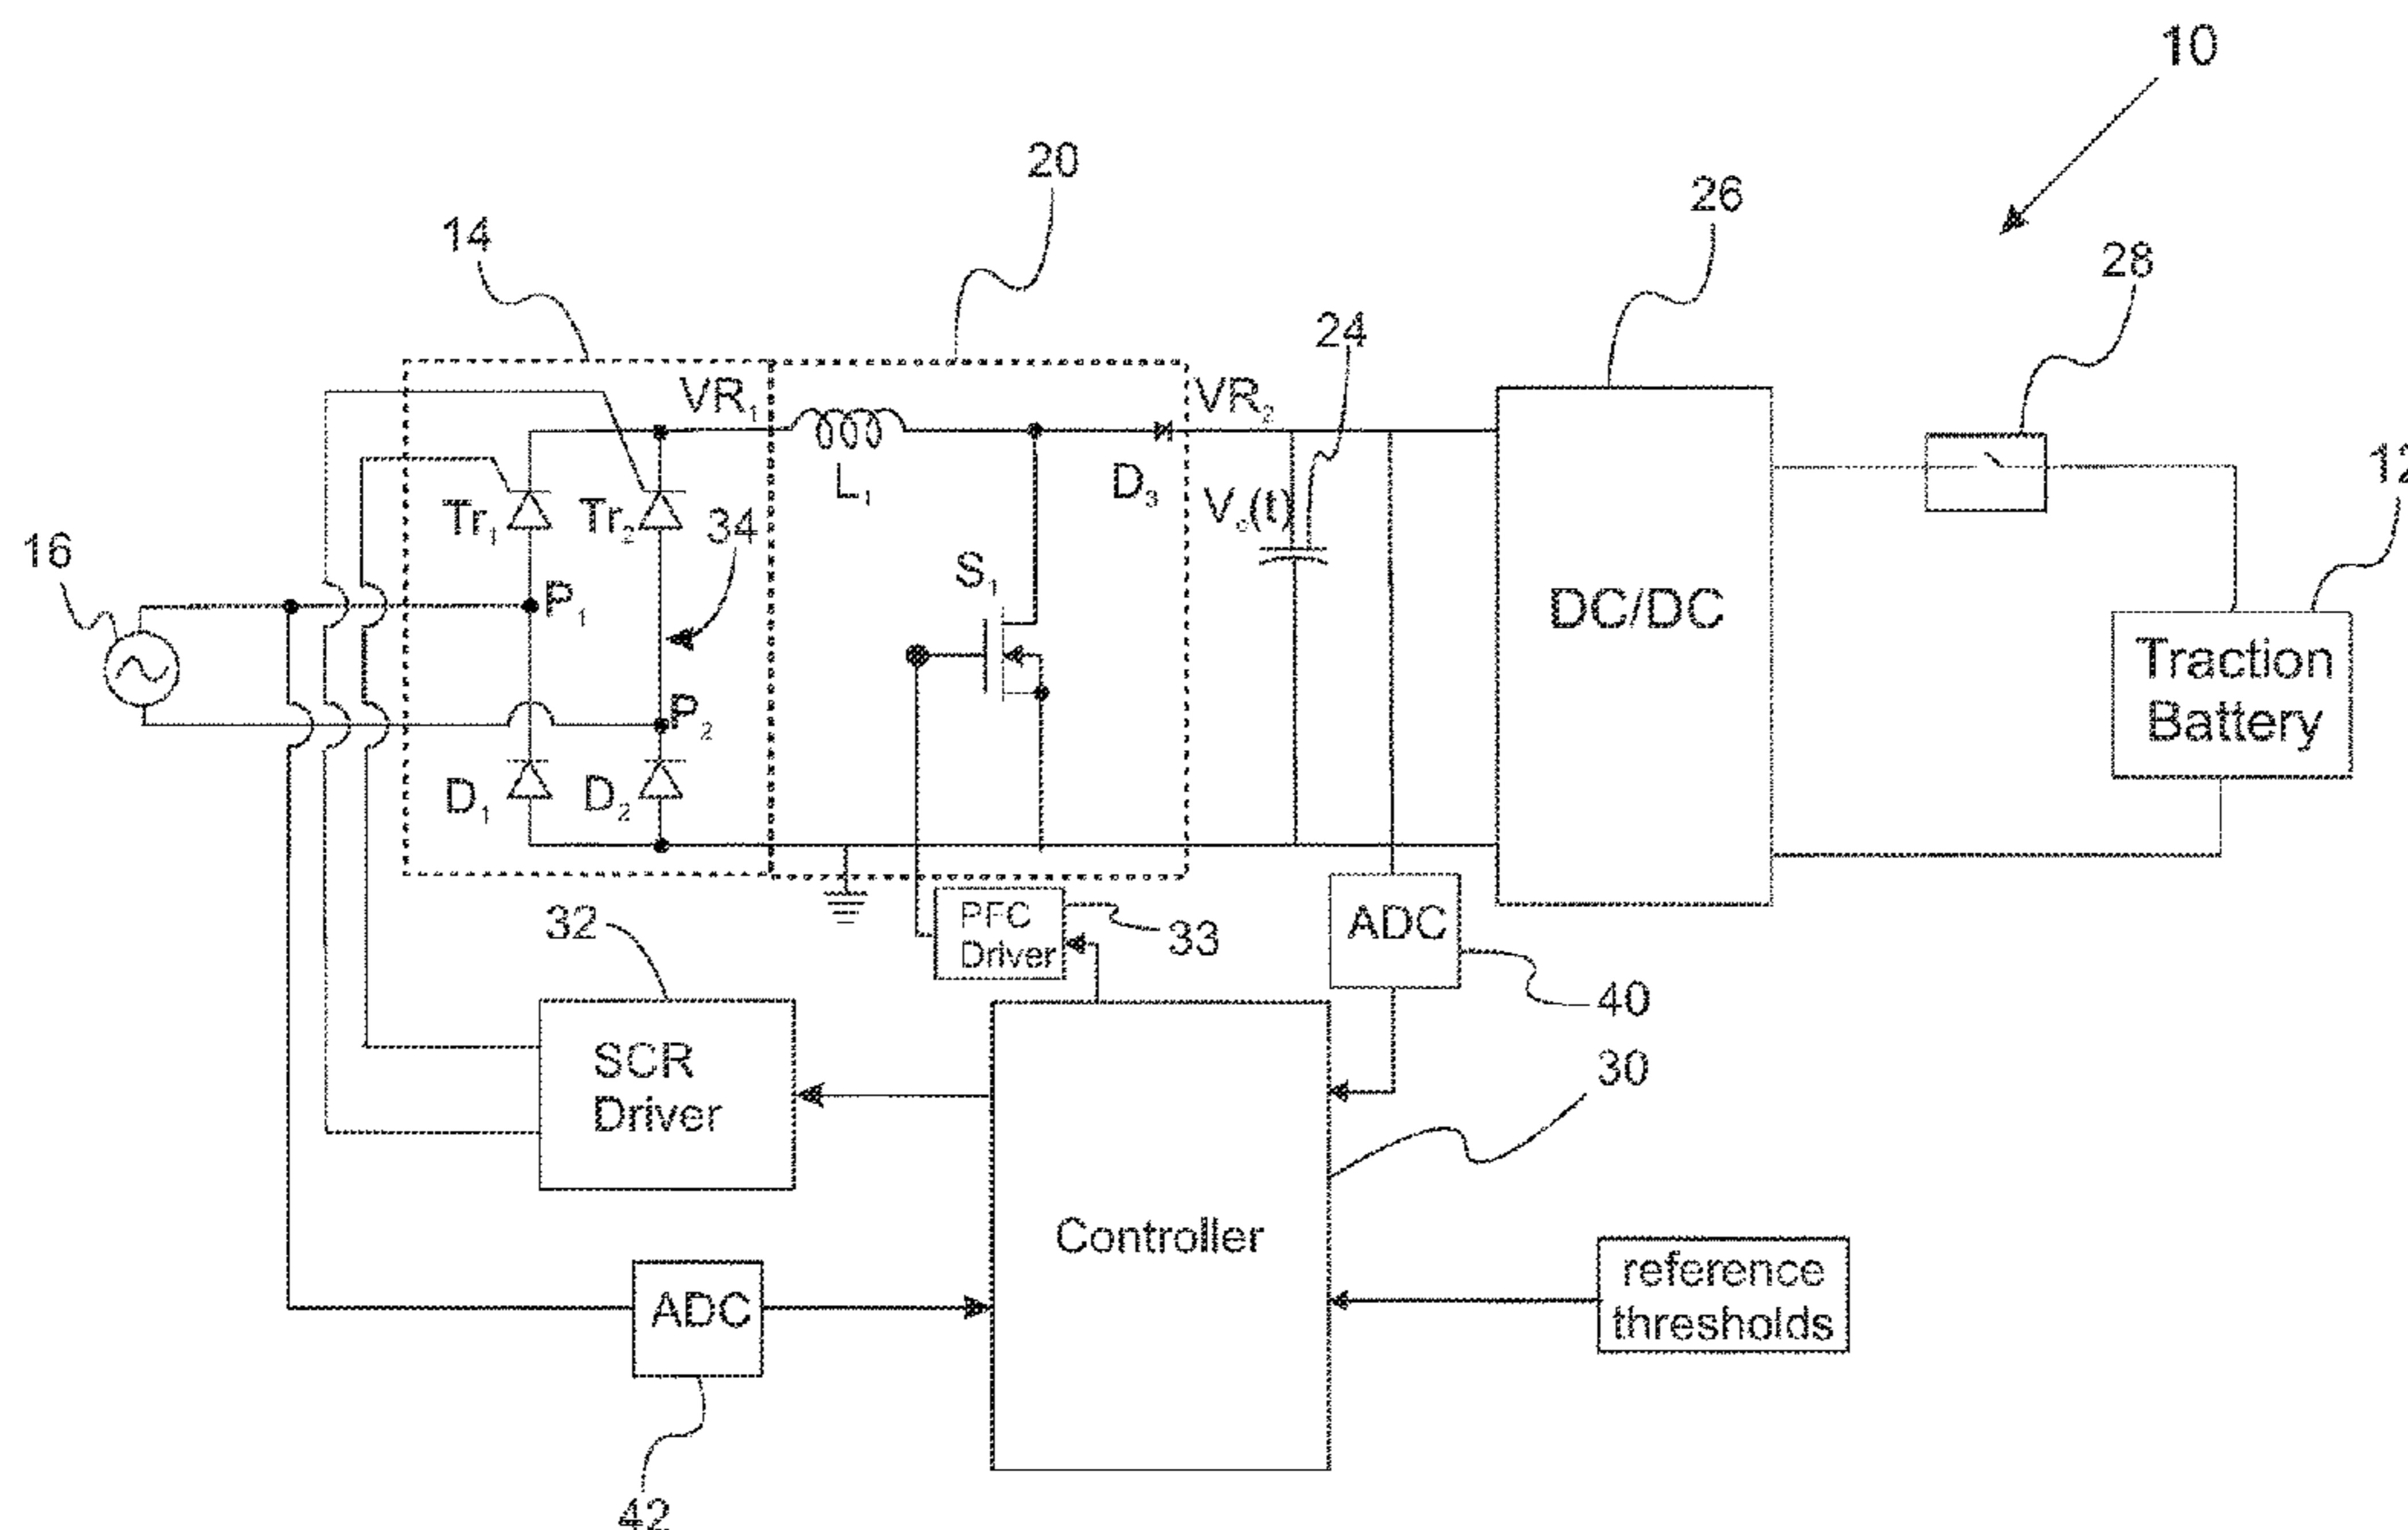 10
20
26
14
28
24
VR₁
VR₂
12
L₁
D₃
Tr₁
Tr₂
34
V₀(t)
16
S₁
P₁
DC/DC
Traction
Battery
P₂
D₁
D₂
PFC
Driver
33
ADC
32
40
SCR
Driver
30
Controller
reference
thresholds
ADC
42